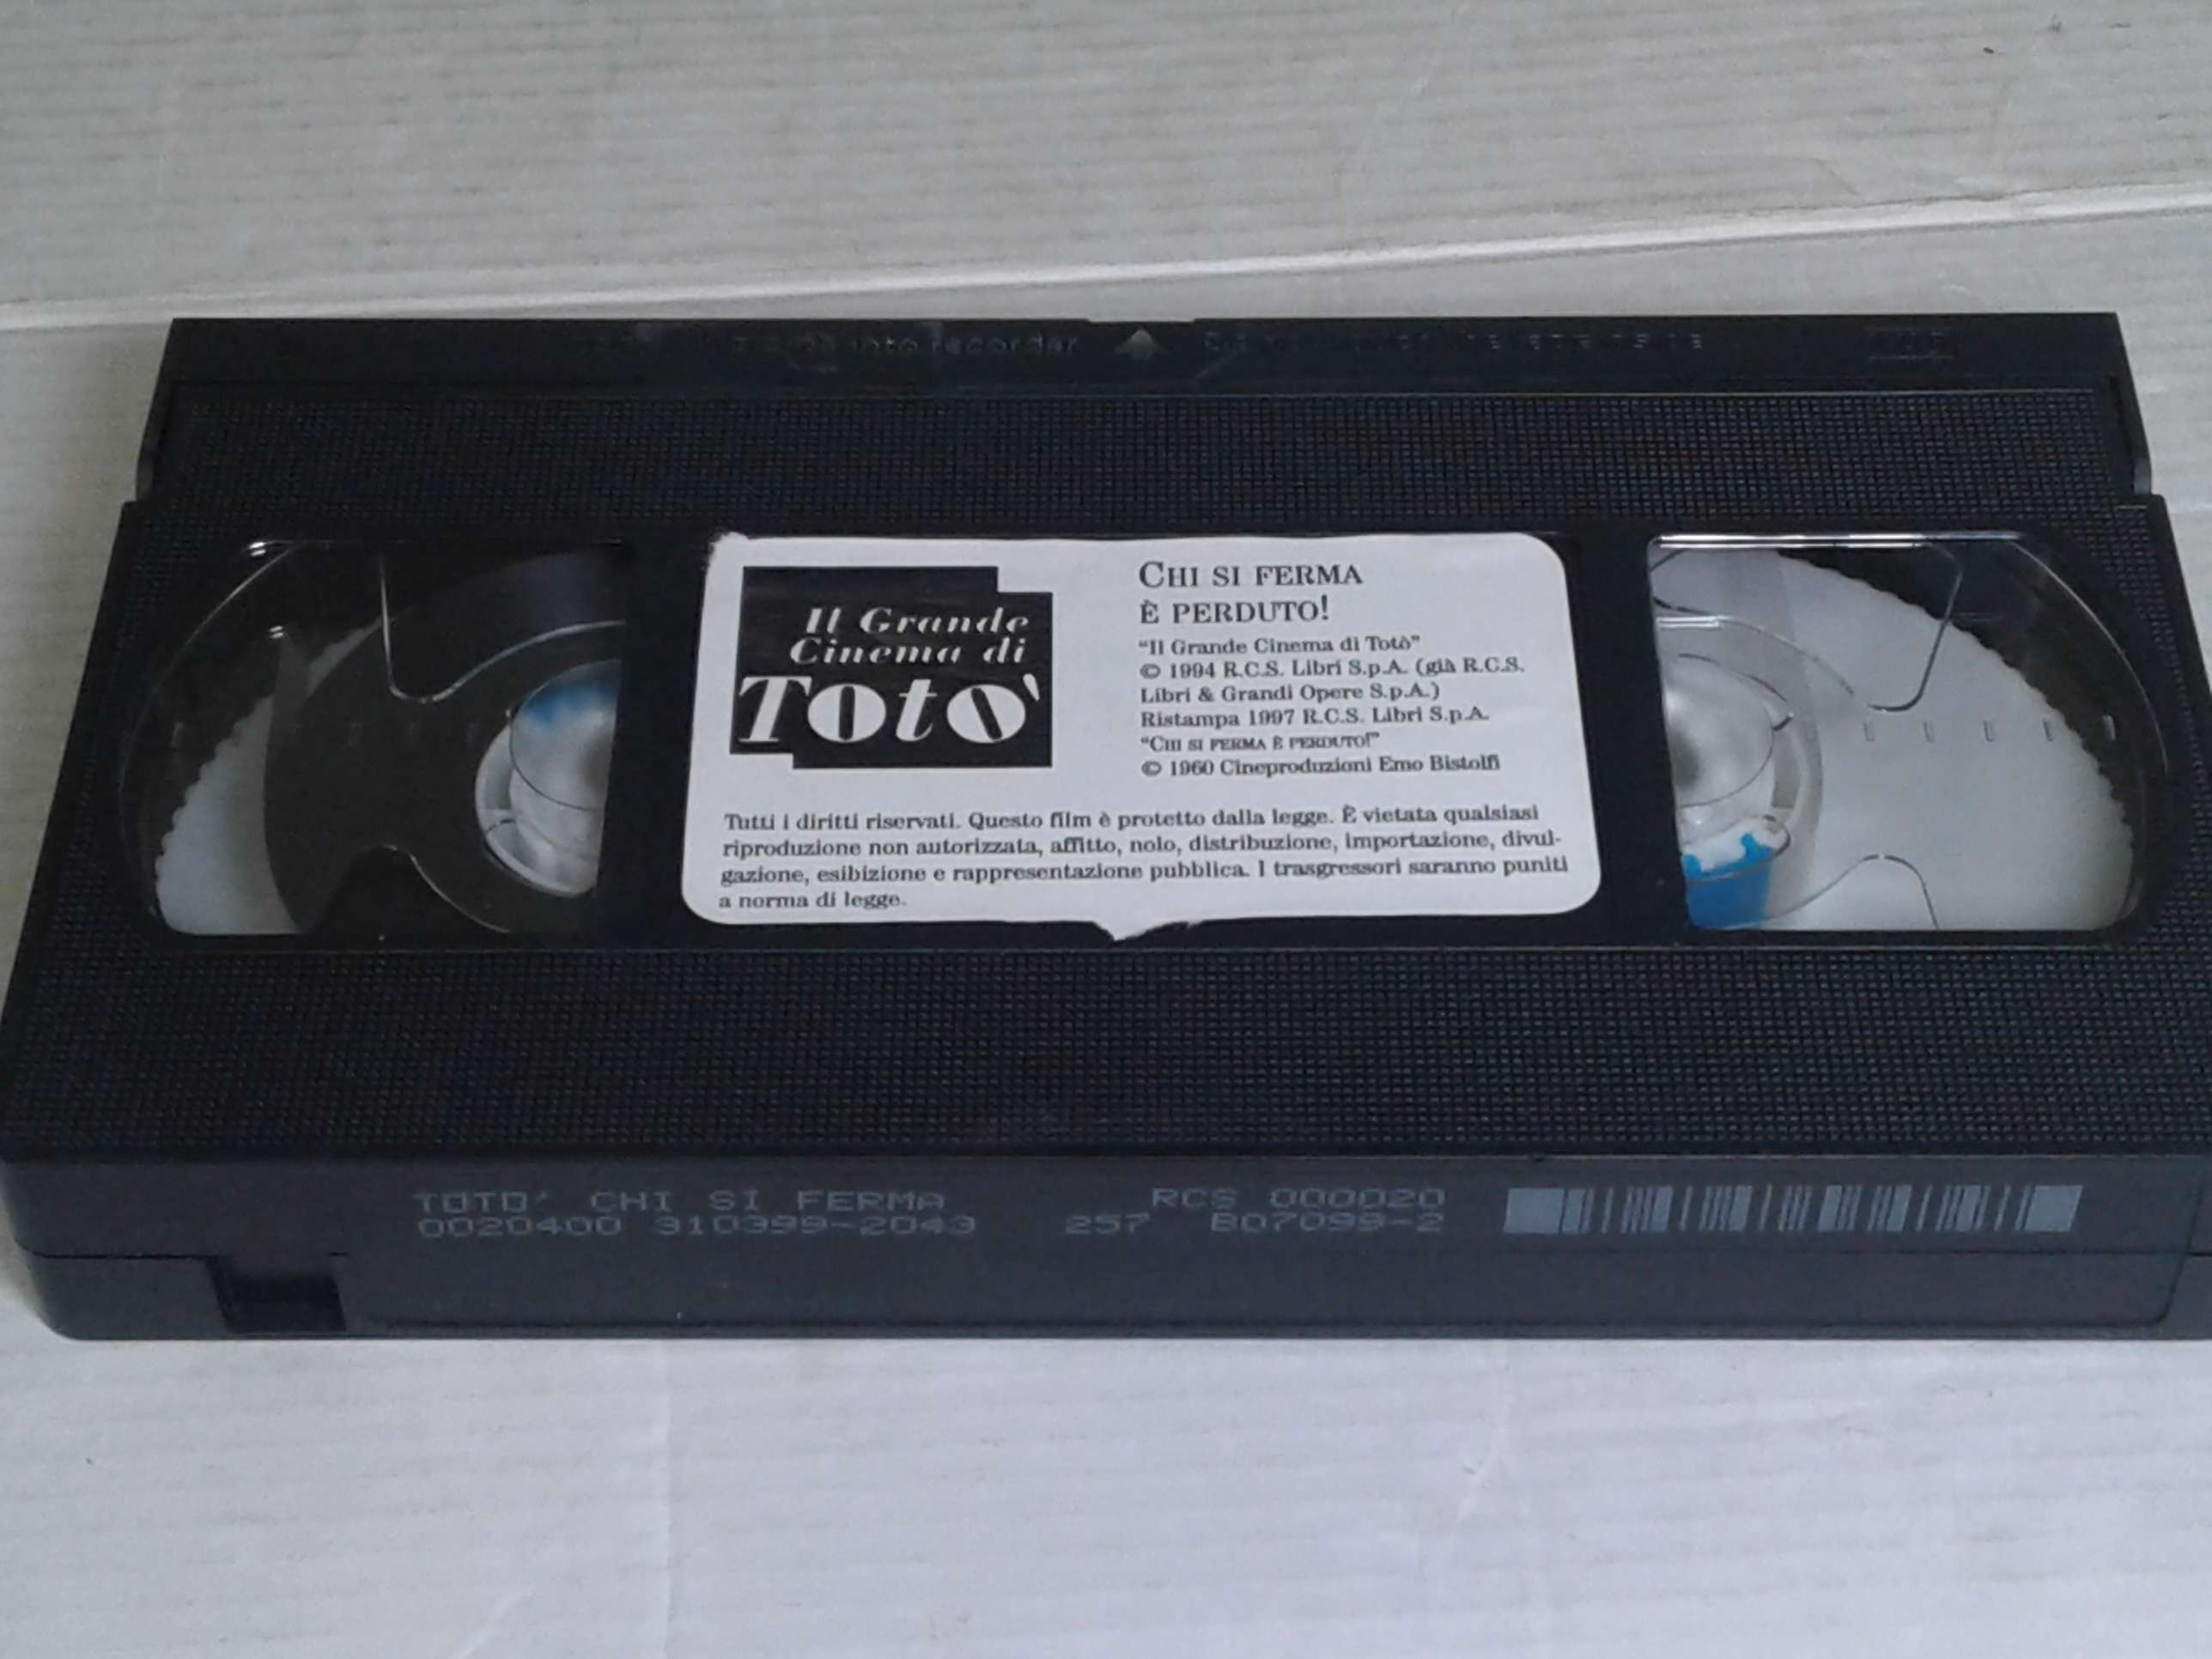 into recorder
Il Grande
Cinema di
Totò
CHI SI FERMA
È PERDUTO!
“Il Grande Cinema di Totò”
© 1994 R.C.S. Libri S.p.A. (già R.C.S.
Libri & Grandi Opere S.p.A.)
Ristampa 1997 R.C.S. Libri S.p.A.
“CHI SI FERMA È PERDUTO!”
© 1960 Cineproduzioni Emo Bistolfi
Tutti i diritti riservati. Questo film è protetto dalla legge. È vietata qualsiasi
riproduzione non autorizzata, affitto, nolo, distribuzione, importazione, divul-
gazione, esibizione e rappresentazione pubblica. I trasgressori saranno puniti
a norma di legge.
TOTO' CHI SI FERMA RCS 000020
0020400 310399-2043 257 B07099-2